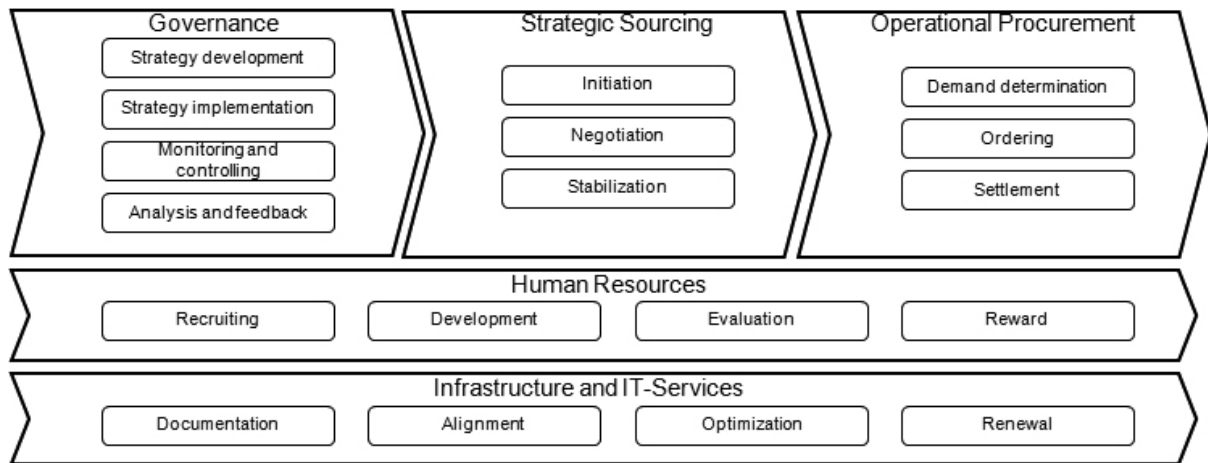 Governance
Strategy development
Strategy implementation
Monitoring and
controlling
Analysis and feedback
Strategic Sourcing
Initiation
Negotiation
Stabilization
Operational Procurement
Demand determination
Ordering
Settlement
Human Resources
Recruiting
Development
Evaluation
Reward
Infrastructure and IT-Services
Documentation
Alignment
Optimization
Renewal